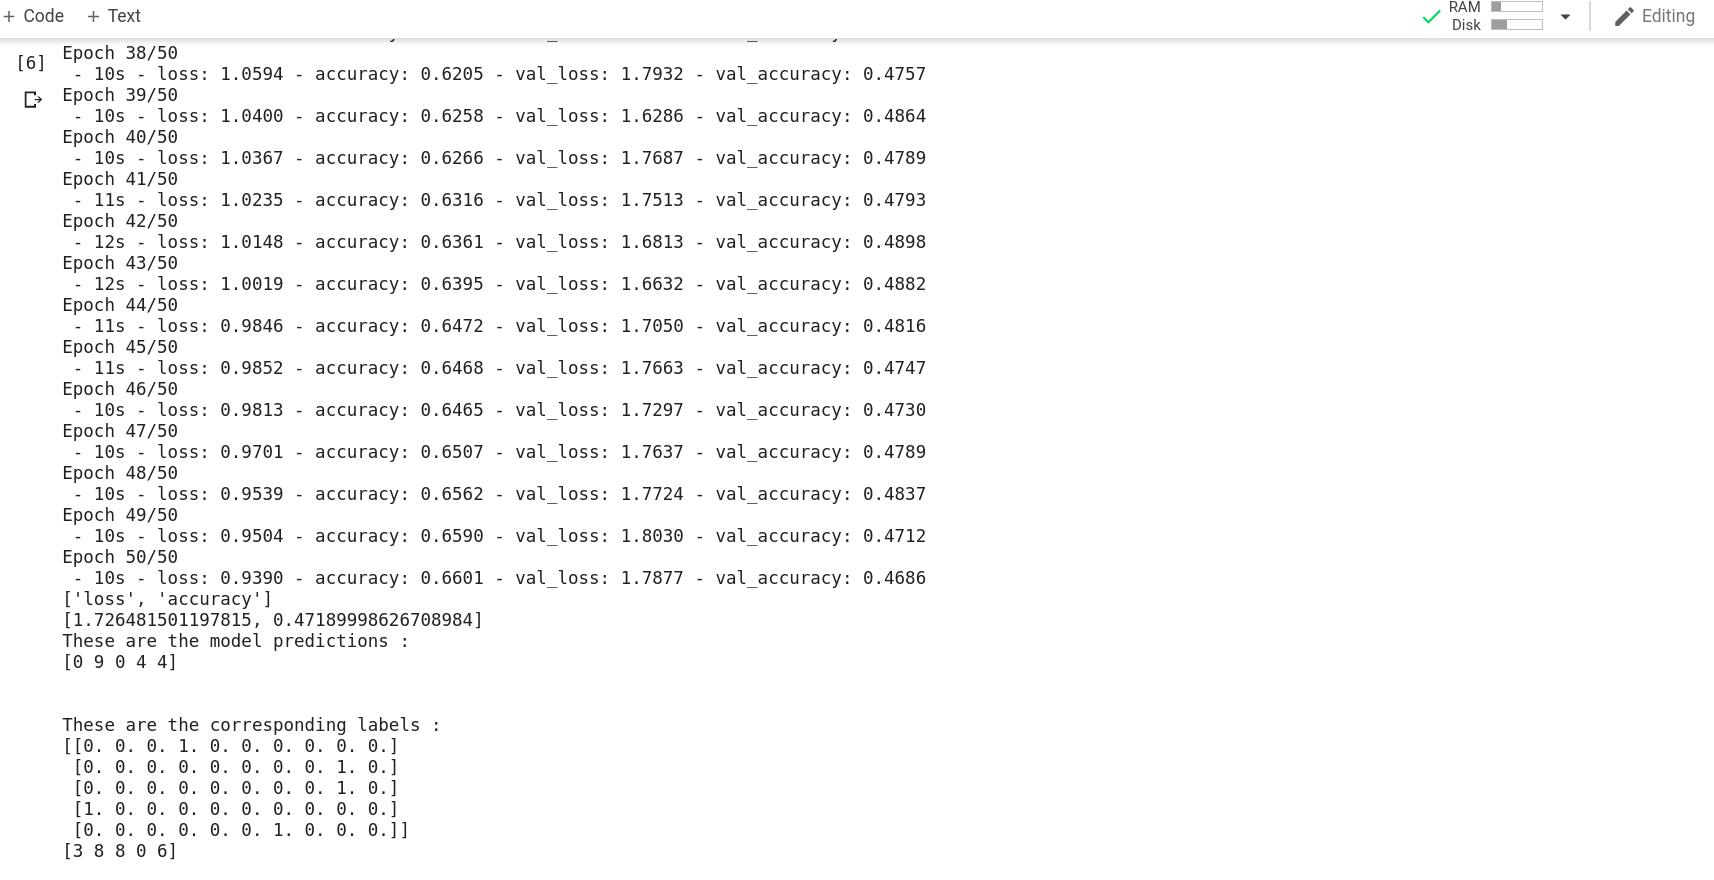 + Code + Text RAM Disk Editing
[6]
Epoch 38/50
- 10s - loss: 1.0594 - accuracy: 0.6205 - val_loss: 1.7932 - val_accuracy: 0.4757
Epoch 39/50
- 10s - loss: 1.0400 - accuracy: 0.6258 - val_loss: 1.6286 - val_accuracy: 0.4864
Epoch 40/50
- 10s - loss: 1.0367 - accuracy: 0.6266 - val_loss: 1.7687 - val_accuracy: 0.4789
Epoch 41/50
- 11s - loss: 1.0235 - accuracy: 0.6316 - val_loss: 1.7513 - val_accuracy: 0.4793
Epoch 42/50
- 12s - loss: 1.0148 - accuracy: 0.6361 - val_loss: 1.6813 - val_accuracy: 0.4898
Epoch 43/50
- 12s - loss: 1.0019 - accuracy: 0.6395 - val_loss: 1.6632 - val_accuracy: 0.4882
Epoch 44/50
- 11s - loss: 0.9846 - accuracy: 0.6472 - val_loss: 1.7050 - val_accuracy: 0.4816
Epoch 45/50
- 11s - loss: 0.9852 - accuracy: 0.6468 - val_loss: 1.7663 - val_accuracy: 0.4747
Epoch 46/50
- 10s - loss: 0.9813 - accuracy: 0.6465 - val_loss: 1.7297 - val_accuracy: 0.4730
Epoch 47/50
- 10s - loss: 0.9701 - accuracy: 0.6507 - val_loss: 1.7637 - val_accuracy: 0.4789
Epoch 48/50
- 10s - loss: 0.9539 - accuracy: 0.6562 - val_loss: 1.7724 - val_accuracy: 0.4837
Epoch 49/50
- 10s - loss: 0.9504 - accuracy: 0.6590 - val_loss: 1.8030 - val_accuracy: 0.4712
Epoch 50/50
- 10s - loss: 0.9390 - accuracy: 0.6601 - val_loss: 1.7877 - val_accuracy: 0.4686
['loss', 'accuracy']
[1.726481501197815, 0.47189998626708984]
These are the model predictions :
[0 9 0 4 4]
These are the corresponding labels :
[[0. 0. 0. 1. 0. 0. 0. 0. 0. 0.]
[0. 0. 0. 0. 0. 0. 0. 0. 1. 0.]
[0. 0. 0. 0. 0. 0. 0. 0. 1. 0.]
[1. 0. 0. 0. 0. 0. 0. 0. 0. 0.]
[0. 0. 0. 0. 0. 0. 1. 0. 0. 0.]]
[3 8 8 0 6]